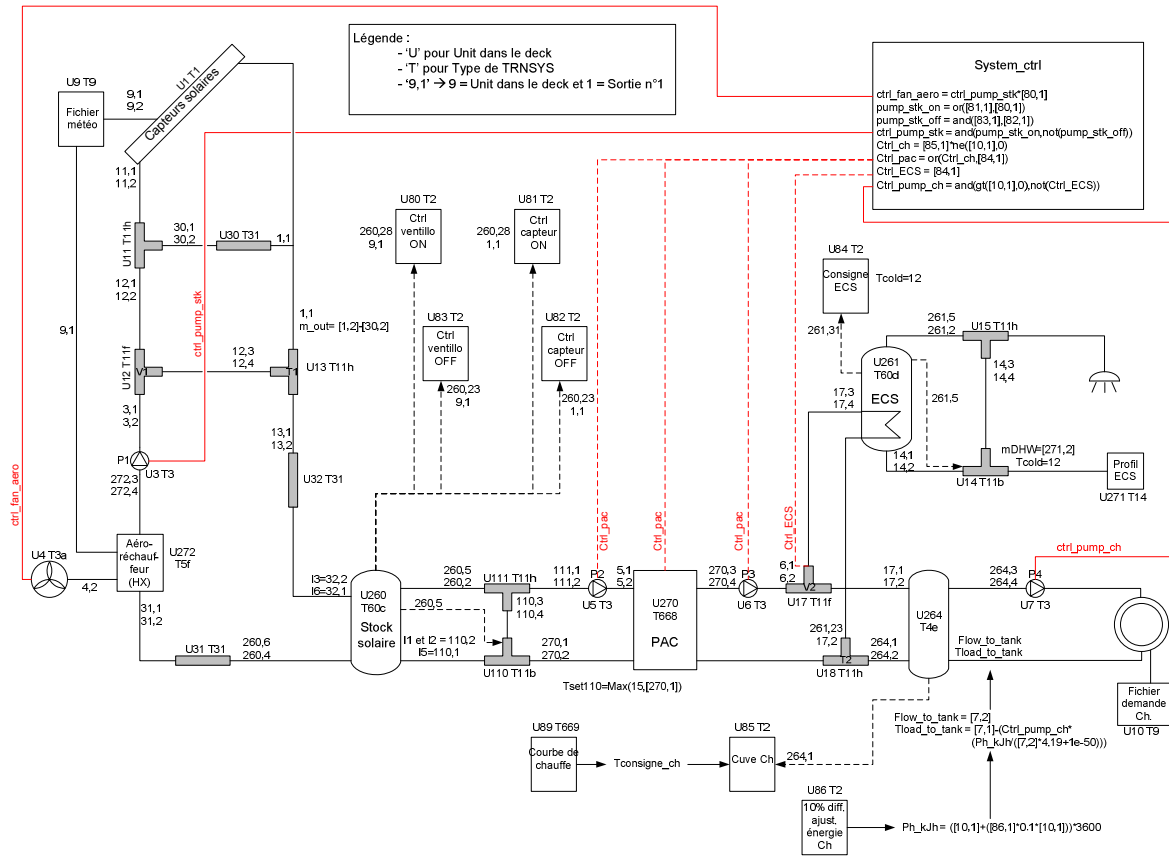 Légende :
- 'U' pour Unit dans le deck
- 'T' pour Type de TRNSYS
- '9,1' → 9 = Unit dans le deck et 1 = Sortie n°1
System_ctrl
ctrl_fan_aero = ctrl_pump_stk*[80,1]
pump_stk_on = or([81,1],[80,1])
pump_stk_off = and([83,1],[82,1])
ctrl_pump_stk = and(pump_stk_on,not(pump_stk_off))
Ctrl_ch = [85,1]*ne([10,1],0)
Ctrl_pac = or(Ctrl_ch,[84,1])
Ctrl_ECS = [84,1]
Ctrl_pump_ch = and(gt([10,1],0),not(Ctrl_ECS))
U9 T9
Fichier
météo
9,1
9,2
U1 T1
Capteurs solaires
11,1
11,2
U11 T11h
30,1
30,2
U30 T31
1,1
12,1
12,2
9,1
ctrl_pump_stk
1,1
m_out= [1,2]-[30,2]
U12 T11f
V1
12,3
12,4
T1
U13 T11h
3,1
3,2
P1
U3 T3
13,1
13,2
U32 T31
272,3
272,4
ctrl_fan_aero
U4 T3a
4,2
Aéro-
réchauf-
feur
(HX)
U272
T5f
31,1
31,2
U31 T31
260,6
260,4
U80 T2
Ctrl
ventillo
ON
260,28
9,1
U81 T2
Ctrl
capteur
ON
260,28
1,1
U83 T2
Ctrl
ventillo
OFF
260,23
9,1
U82 T2
Ctrl
capteur
OFF
260,23
1,1
U84 T2
Consigne
ECS
Tcold=12
261,31
U261
T60d
ECS
261,5
261,2
U15 T11h
14,3
14,4
261,5
17,3
17,4
14,1
14,2
mDHW=[271,2]
Tcold=12
U14 T11b
Profil
ECS
U271 T14
Ctrl_pac
Ctrl_pac
Ctrl_pac
Ctrl_ECS
ctrl_pump_ch
I3=32,2
I6=32,1
U260
T60c
Stock
solaire
260,5
260,2
U111 T11h
260,5
110,3
110,4
I1 et I2 = 110,2
I5=110,1
U110 T11b
270,1
270,2
111,1
111,2
P2
U5 T3
5,1
5,2
U270
T668
PAC
270,3
270,4
P3
U6 T3
6,1
6,2
V2
U17 T11f
17,1
17,2
261,23
17,2
T2
U18 T11h
264,1
264,2
U264
T4e
264,3
264,4
P4
U7 T3
Flow_to_tank
Tload_to_tank
Fichier
demande
Ch.
U10 T9
Tset110=Max(15,[270,1])
Flow_to_tank = [7,2]
Tload_to_tank = [7,1]-(Ctrl_pump_ch*
(Ph_kJh/([7,2]*4.19+1e-50)))
U89 T669
Courbe de
chauffe
Tconsigne_ch
U85 T2
Cuve Ch
264,1
U86 T2
10% diff.
ajust.
énergie
Ch
Ph_kJh = ([10,1]+([86,1]*0.1*[10,1]))*3600